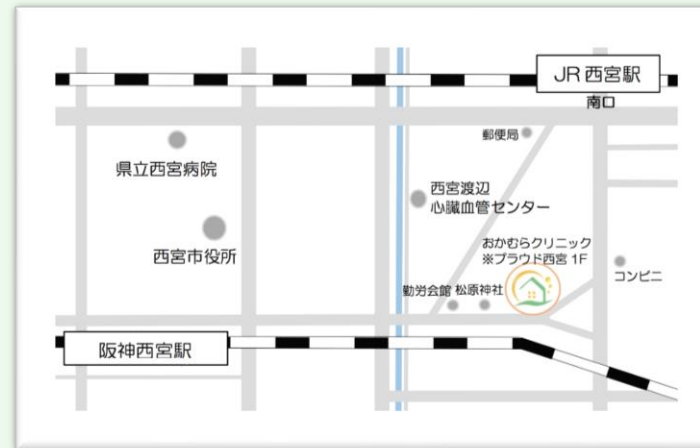 JR 西宮駅
南口
郵便局
県立西宮病院
西宮渡辺
心臓血管センター
西宮市役所
おかむらクリニック
※プラウド西宮 1F
コンビニ
勤労会館 松原神社
阪神西宮駅